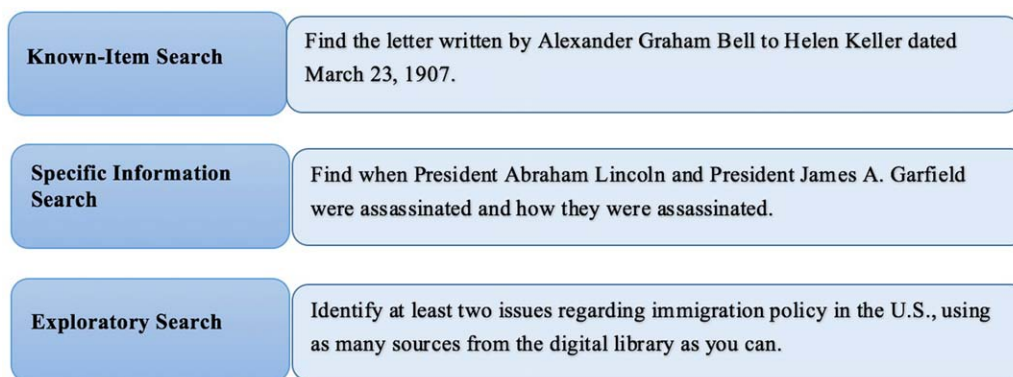 Known-Item Search
Find the letter written by Alexander Graham Bell to Helen Keller dated
March 23, 1907.
Specific Information
Search
Find when President Abraham Lincoln and President James A. Garfield
were assassinated and how they were assassinated.
Exploratory Search
Identify at least two issues regarding immigration policy in the U.S., using
as many sources from the digital library as you can.